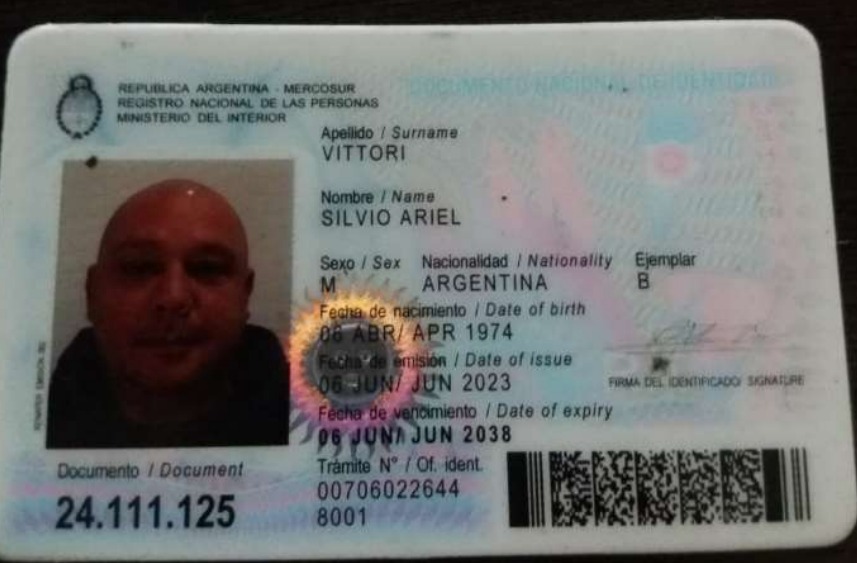 DOCUMENTO NACIONAL DE IDENTIDAD
REPUBLICA ARGENTINA - MERCOSUR
REGISTRO NACIONAL DE LAS PERSONAS
MINISTERIO DEL INTERIOR
Apellido / Surname
VITTORI
Nombre / Name
SILVIO ARIEL
Sexo / Sex Nacionalidad / Nationality Ejemplar
M ARGENTINA B
Fecha de nacimiento / Date of birth
08 ABR/ APR 1974
Fecha de emisión / Date of issue
06 JUN/ JUN 2023
FIRMA DEL IDENTIFICADO/ SIGNATURE
Fecha de vencimiento / Date of expiry
06 JUN/ JUN 2038
Documento / Document
24.111.125
Trámite N° / Of. ident.
00706022644
8001